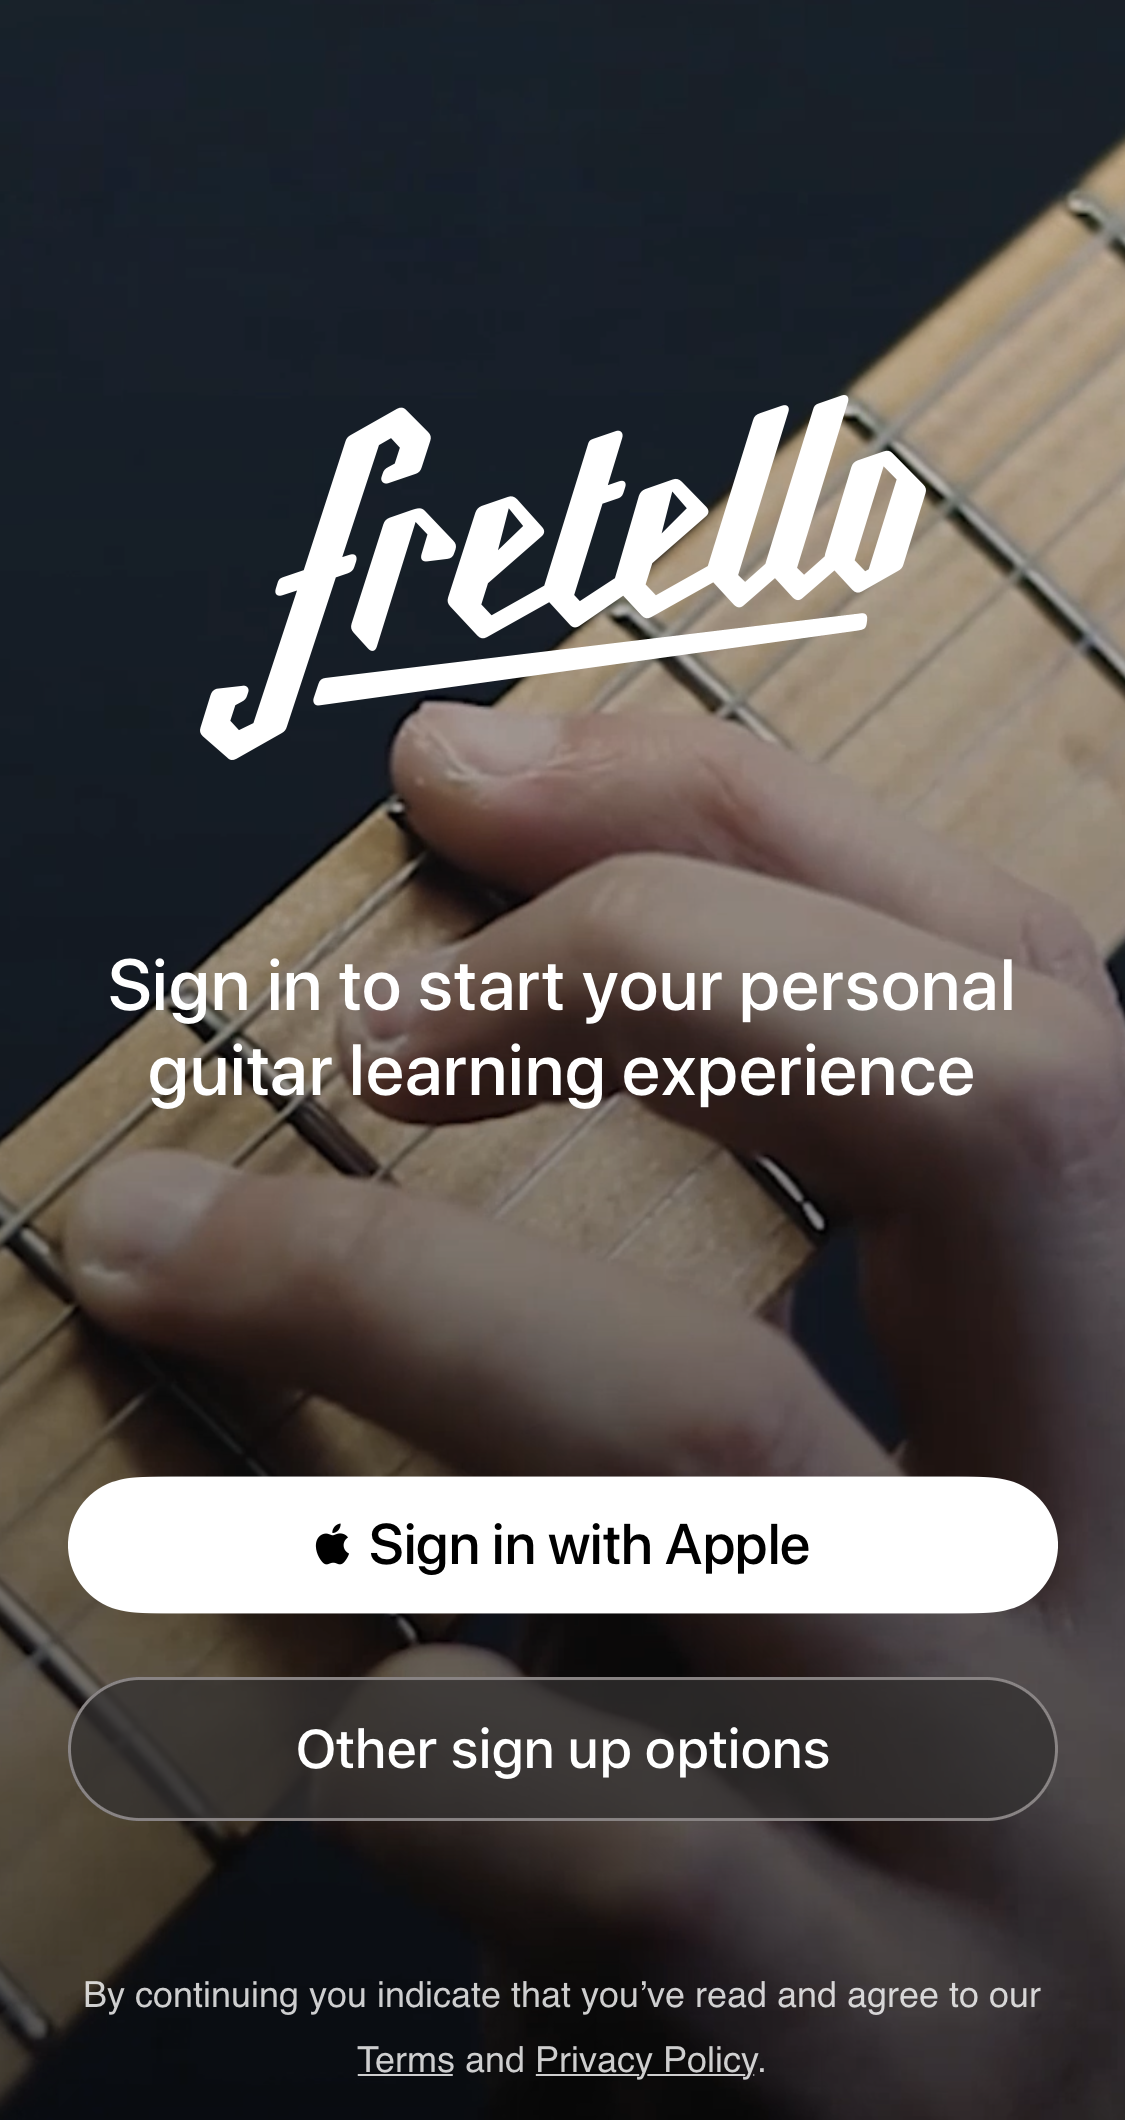 fretello
Sign in to start your personal
guitar learning experience
Sign in with Apple
Other sign up options
By continuing you indicate that you’ve read and agree to our
Terms and Privacy Policy.